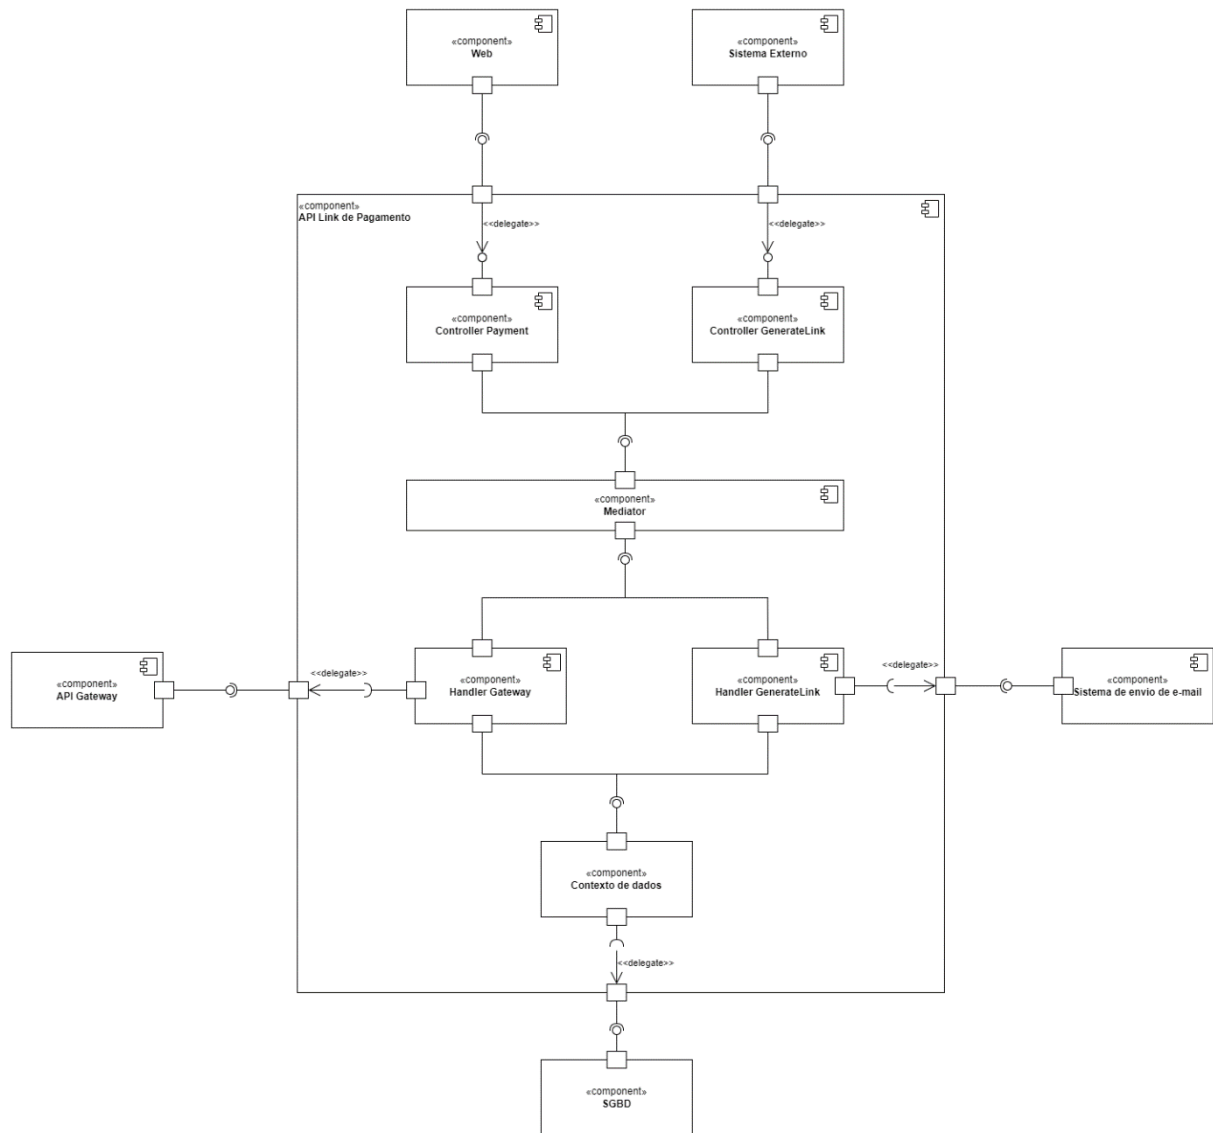 «component»
Web
«component»
Sistema Externo
«component»
API Link de Pagamento
<<delegate>>
<<delegate>>
«component»
Controller Payment
«component»
Controller GenerateLink
«component»
Mediator
«component»
API Gateway
<<delegate>>
«component»
Handler Gateway
«component»
Handler GenerateLink
<<delegate>>
«component»
Sistema de envio de e-mail
«component»
Contexto de dados
<<delegate>>
«component»
SGBD